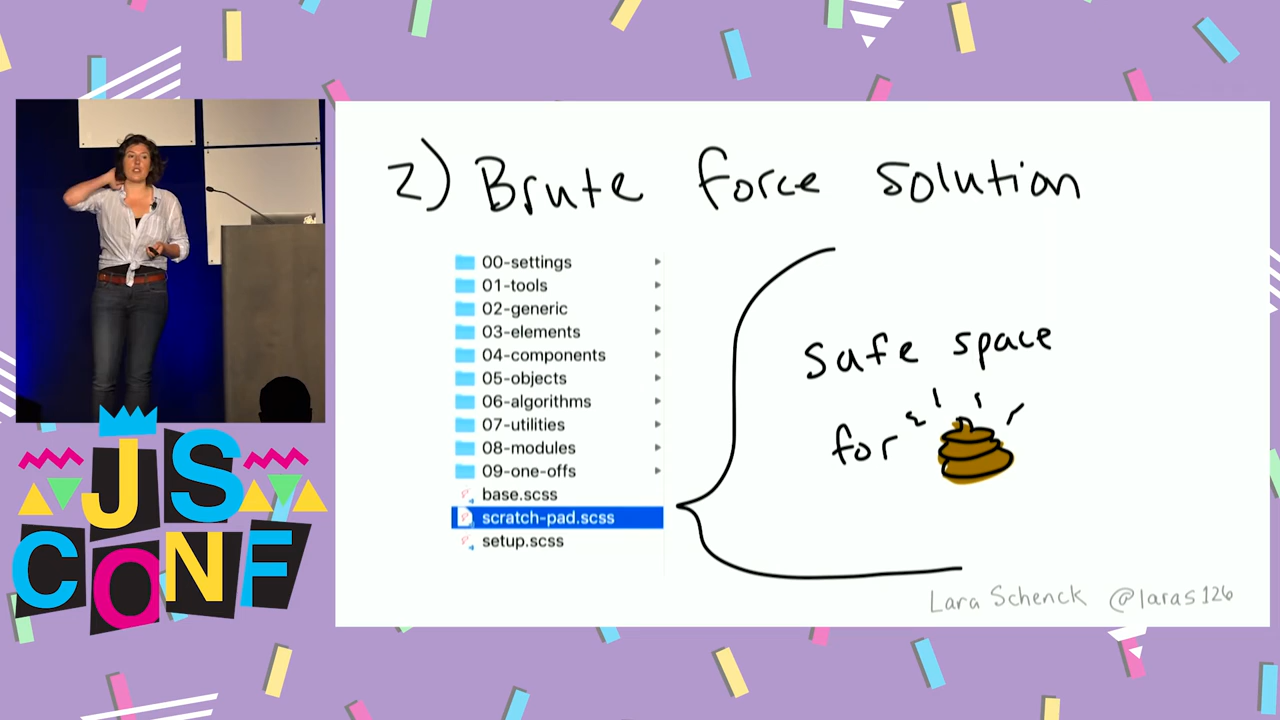 2) Brute force solution
00-settings
01-tools
02-generic
03-elements
04-components
05-objects
06-algorithms
07-utilities
08-modules
09-one-offs
base.scss
scratch-pad.scss
setup.scss
safe space
for
Lara Schenck @laras126
JS
CONF